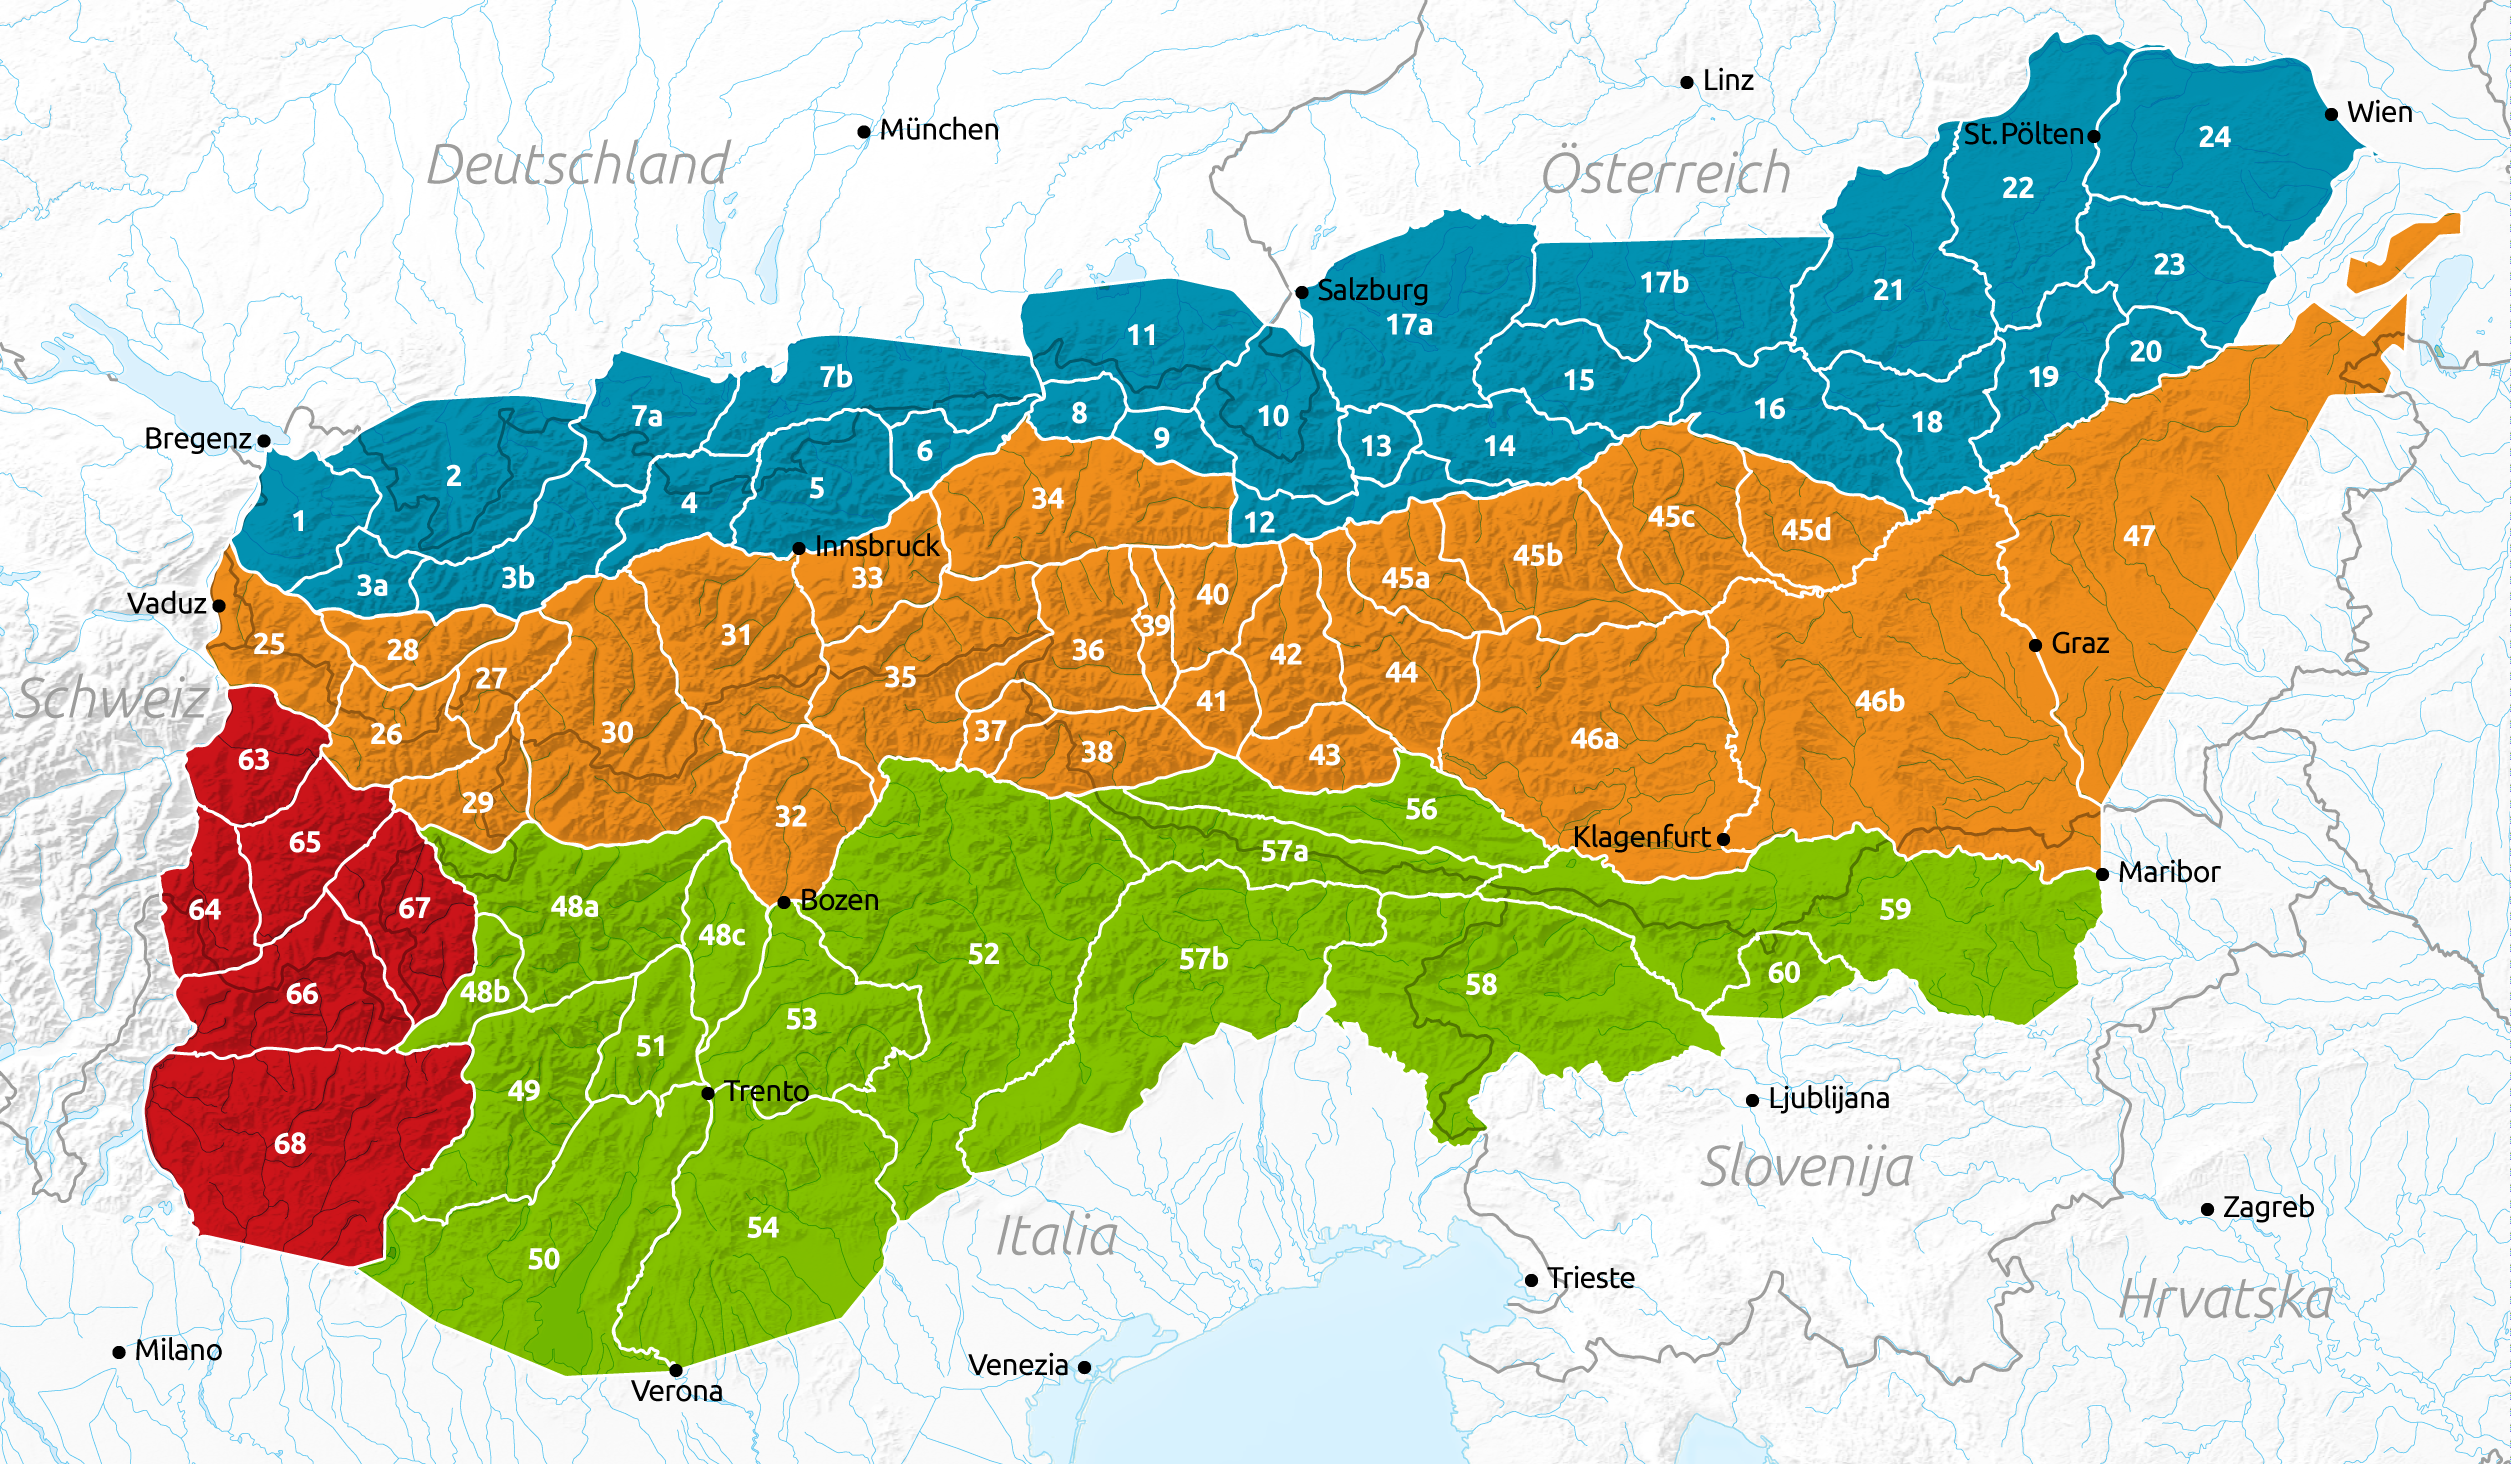 Linz
Wien
München
St. Pölten
24
Deutschland
Österreich
22
23
17b
21
Salzburg
11
17a
20
7b
15
19
7a
8
10
16
18
Bregenz
9
13
14
6
2
5
34
4
1
12
45c
45d
47
Innsbruck
45b
3a
3b
33
45a
Vaduz
40
39
31
25
28
36
42
Graz
27
35
44
Schweiz
41
46b
26
30
37
38
43
46a
63
29
32
56
65
57a
Klagenfurt
Maribor
64
67
48a
Bozen
59
48c
52
57b
60
58
66
48b
53
51
49
Trento
Ljublijana
68
Slovenija
54
Italia
Zagreb
50
Trieste
Hrvatska
Milano
Venezia
Verona